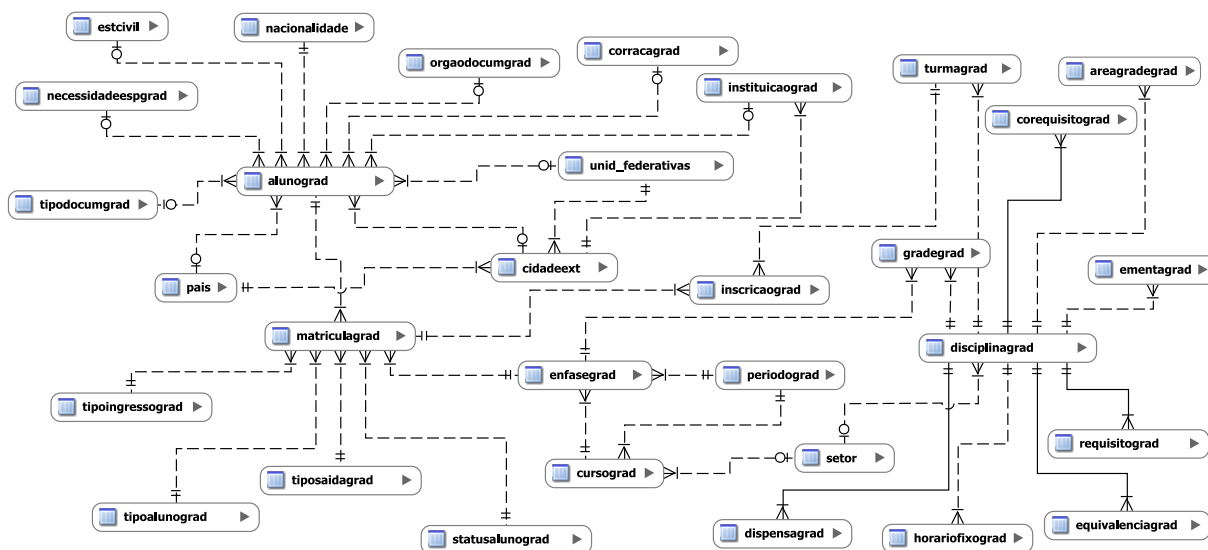 estcivil
nacionalidade
corracagrad
orgaodocumgrad
turmagrad
areagradegrad
necessidadeespgrad
instituicaograd
corequisitograd
unid_federativas
alunograd
tipodocumgrad
gradegrad
cidadeext
ementagrad
pais
inscricaograd
matriculagrad
disciplinagrad
enfasegrad
periodograd
tipoingressograd
requisitograd
setor
cursograd
tiposaidagrad
tipoalunograd
equivalenciagrad
dispensagrad
horariofixograd
statusalunograd